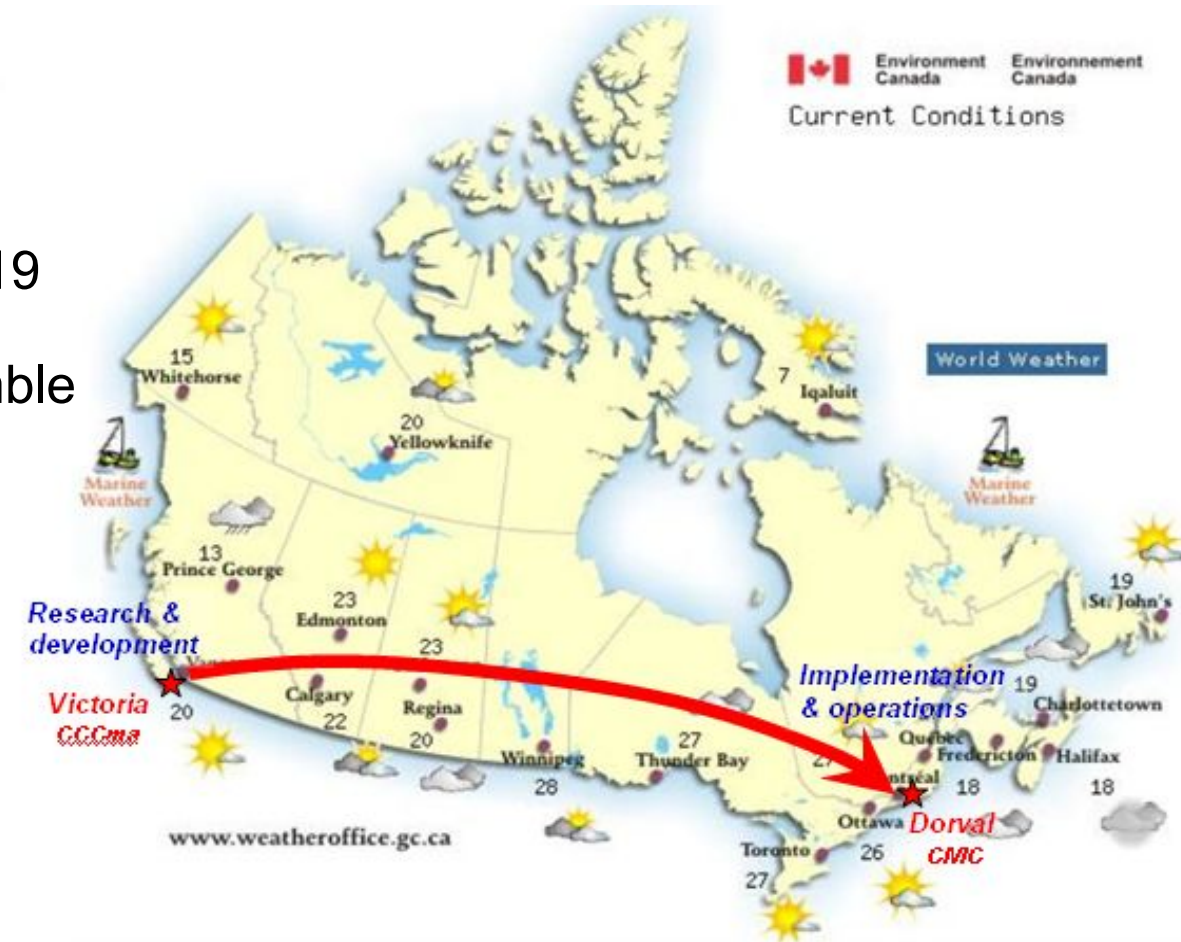 Environment Canada
Environnement Canada
Current Conditions
19
15
Whitehorse
World Weather
7
Iqaluit
20
Yellowknife
Marine
Weather
Marine
Weather
13
Prince George
19
St. John's
Research &
development
23
Edmonton
23
Implementation
& operations
19
Charlottetown
Victoria
CCCma
20
Calgary
22
Regina
20
Winnipeg
28
27
Thunder Bay
27
Québec
Fredericton
Halifax
18
18
Ottawa
Dorval
CMC
26
Toronto
27
www.weatheroffice.gc.ca